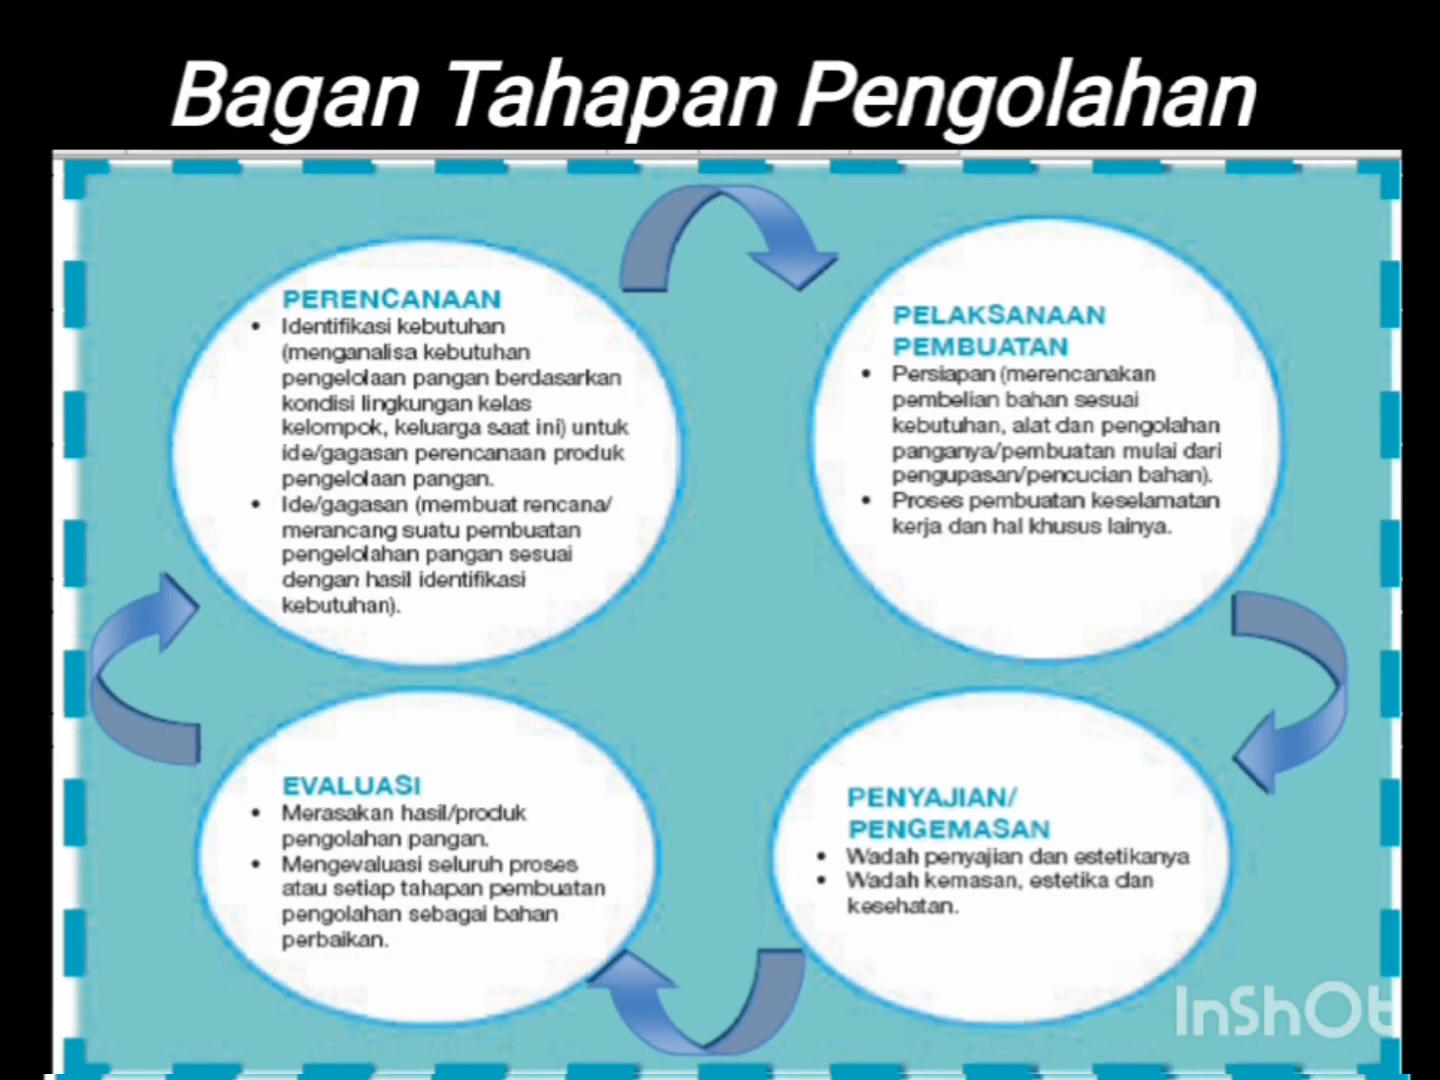 Bagan Tahapan Pengolahan
PERENCANAAN
• Identifikasi kebutuhan
(menganalisa kebutuhan
pengelolaan pangan berdasarkan
kondisi lingkungan kelas
kelompok, keluarga saat ini) untuk
ide/gagasan perencanaan produk
pengelolaan pangan.
• Ide/gagasan (membuat rencana/
merancang suatu pembuatan
pengelolahan pangan sesuai
dengan hasil identifikasi
kebutuhan).
PELAKSANAAN
PEMBUATAN
• Persiapan (merencanakan
pembelian bahan sesuai
kebutuhan, alat dan pengolahan
panganya/pembuatan mulai dari
pengupasan/pencucian bahan).
• Proses pembuatan keselamatan
kerja dan hal khusus lainya.
PENYAJIAN/
PENGEMASAN
• Wadah penyajian dan estetikanya
• Wadah kemasan, estetika dan
kesehatan.
EVALUASI
• Merasakan hasil/produk
pengolahan pangan.
• Mengevaluasi seluruh proses
atau setiap tahapan pembuatan
pengolahan sebagai bahan
perbaikan.
InShOt